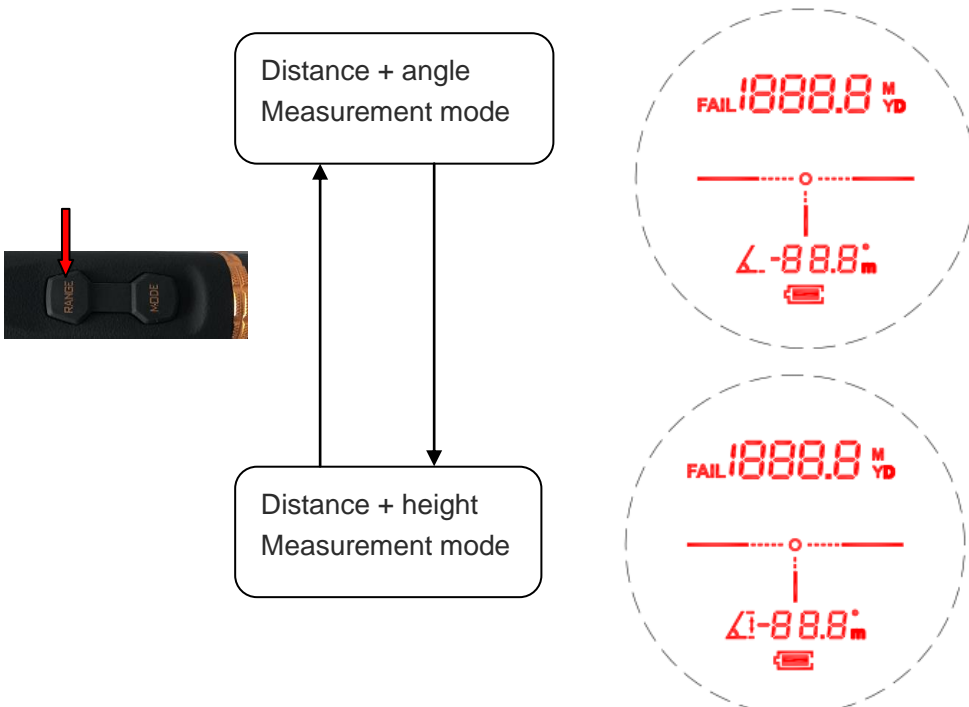 Distance + angle
Measurement mode
FAIL 1888.8 M
YD
-88.8°m
RANGE
MODE
Distance + height
Measurement mode
FAIL 1888.8 M
YD
-88.8°m